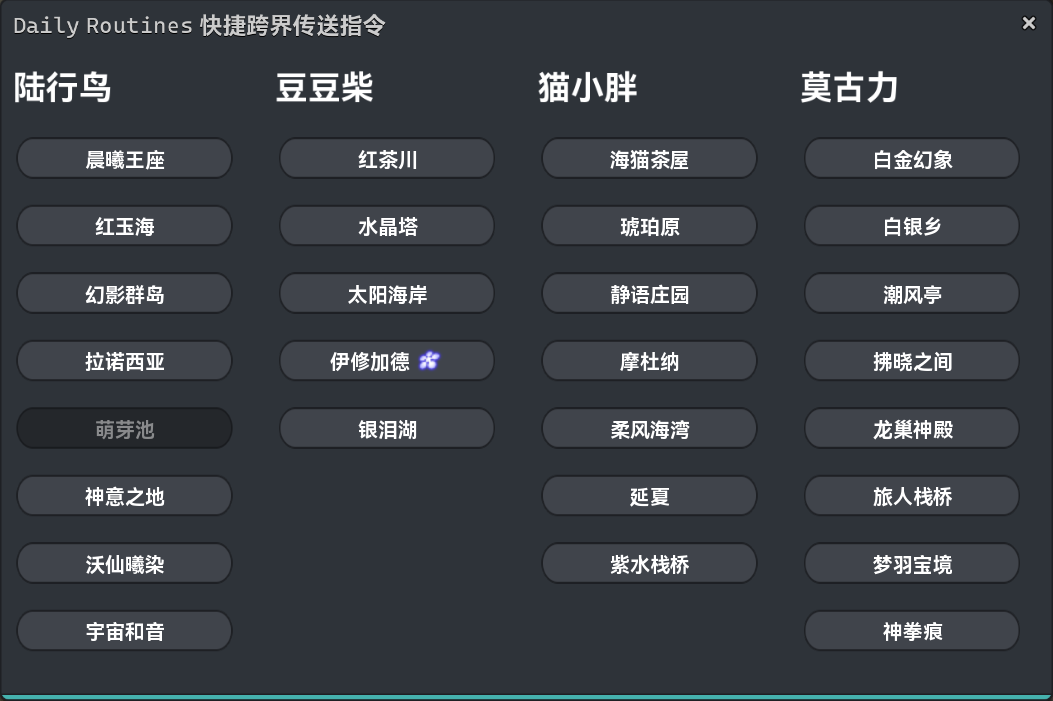 Daily Routines 快捷跨界传送指令
陆行鸟
晨曦王座
红玉海
幻影群岛
拉诺西亚
萌芽池
神意之地
沃仙曦染
宇宙和音
豆豆柴
红茶川
水晶塔
太阳海岸
伊修加德
银泪湖
猫小胖
海猫茶屋
琥珀原
静语庄园
摩杜纳
柔风海湾
延夏
紫水栈桥
莫古力
白金幻象
白银乡
潮风亭
拂晓之间
龙巢神殿
旅人栈桥
梦羽宝境
神拳痕